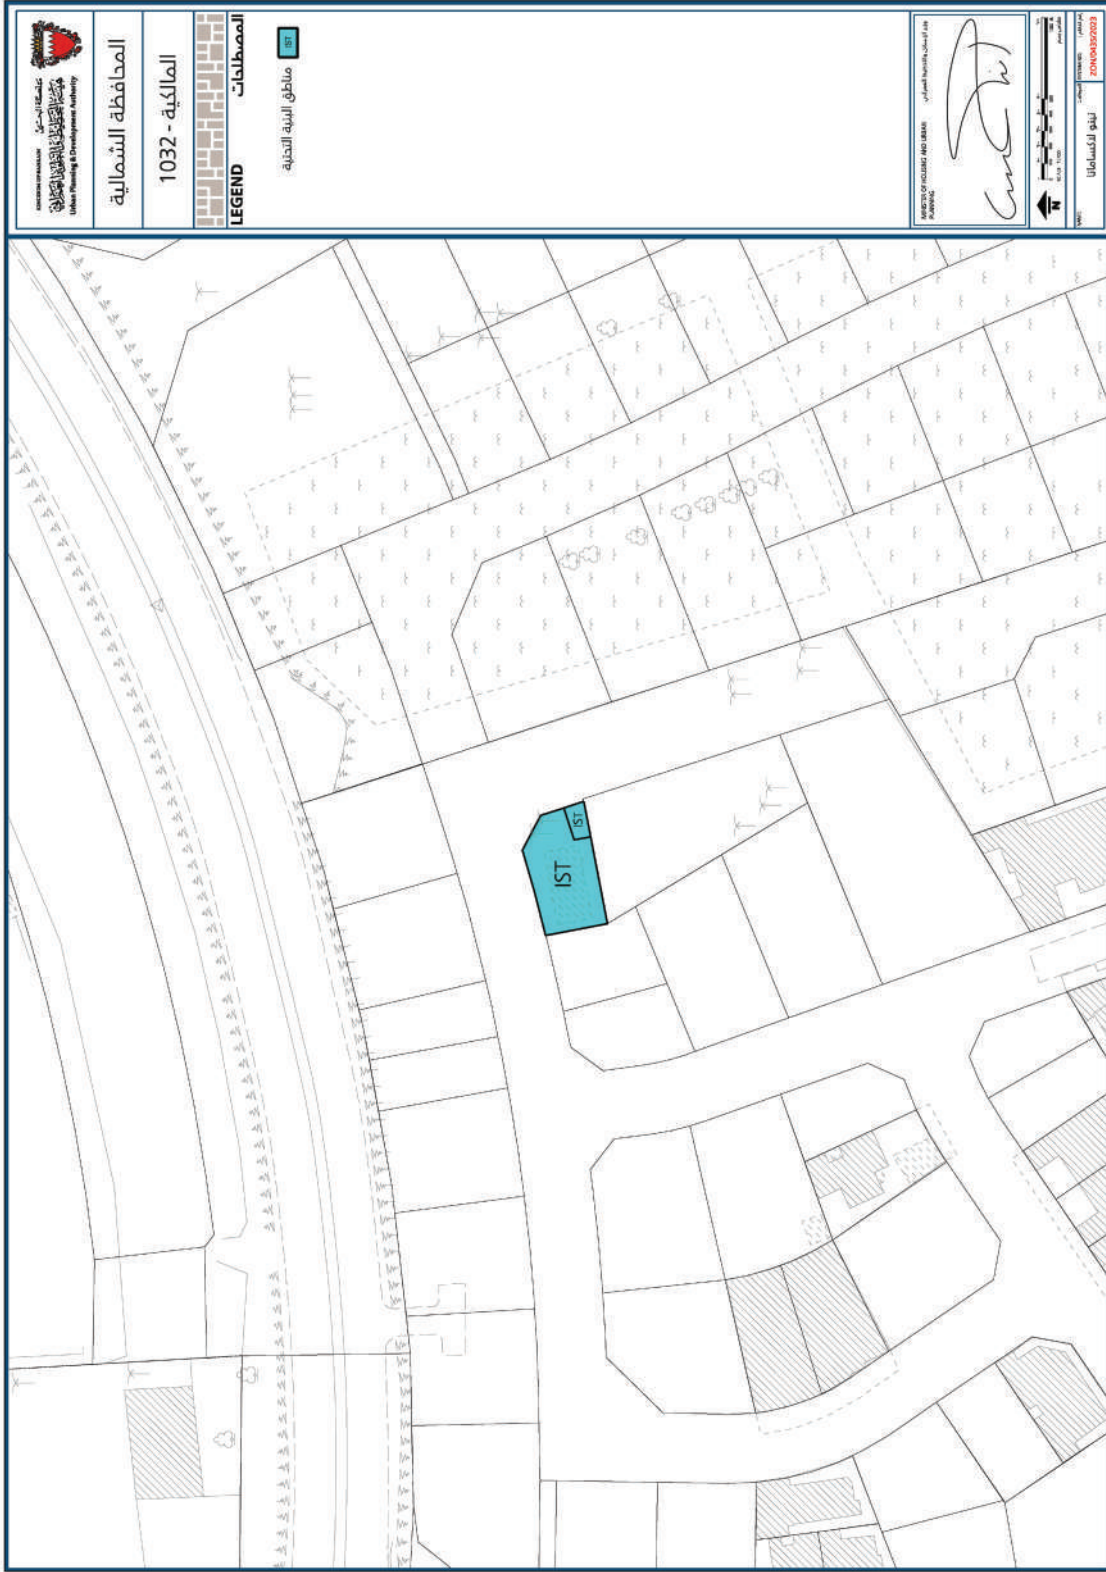 KINGDOM OF BAHRAIN
Urban Planning & Development Authority
المحافظة الشمالية
المالكية - 1032
LEGEND المصطلحات
IST مناطق البنية التحتية
MINISTER OF HOUSING AND URBAN PLANNING
N
ZON/0435/2023
IST
IST